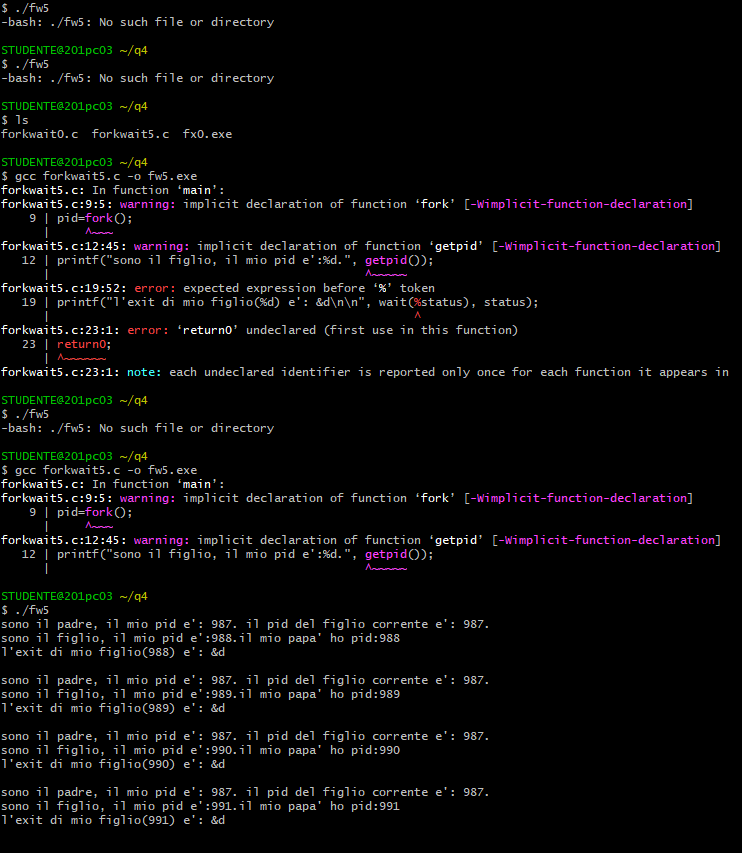 $ ./fw5
-bash: ./fw5: No such file or directory
STUDENTE@201pc03 ~/q4
$ ./fw5
-bash: ./fw5: No such file or directory
STUDENTE@201pc03 ~/q4
$ ls
forkwait0.c  forkwait5.c  fx0.exe
STUDENTE@201pc03 ~/q4
$ gcc forkwait5.c -o fw5.exe
forkwait5.c: In function ‘main’:
forkwait5.c:9:5: warning: implicit declaration of function ‘fork’ [-Wimplicit-function-declaration]
    9 | pid=fork();
      |     ^~~~
forkwait5.c:12:45: warning: implicit declaration of function ‘getpid’ [-Wimplicit-function-declaration]
   12 | printf("sono il figlio, il mio pid e':%d.", getpid());
      |                                             ^~~~~~
forkwait5.c:19:52: error: expected expression before ‘%’ token
   19 | printf("l'exit di mio figlio(%d) e': &d\n\n", wait(%status), status);
      |                                                    ^
forkwait5.c:23:1: error: ‘return0’ undeclared (first use in this function)
   23 | return0;
      | ^~~~~~~
forkwait5.c:23:1: note: each undeclared identifier is reported only once for each function it appears in
STUDENTE@201pc03 ~/q4
$ ./fw5
-bash: ./fw5: No such file or directory
STUDENTE@201pc03 ~/q4
$ gcc forkwait5.c -o fw5.exe
forkwait5.c: In function ‘main’:
forkwait5.c:9:5: warning: implicit declaration of function ‘fork’ [-Wimplicit-function-declaration]
    9 | pid=fork();
      |     ^~~~
forkwait5.c:12:45: warning: implicit declaration of function ‘getpid’ [-Wimplicit-function-declaration]
   12 | printf("sono il figlio, il mio pid e':%d.", getpid());
      |                                             ^~~~~~
STUDENTE@201pc03 ~/q4
$ ./fw5
sono il padre, il mio pid e': 987. il pid del figlio corrente e': 987.
sono il figlio, il mio pid e':988.il mio papa' ho pid:988
l'exit di mio figlio(988) e': &d
sono il padre, il mio pid e': 987. il pid del figlio corrente e': 987.
sono il figlio, il mio pid e':989.il mio papa' ho pid:989
l'exit di mio figlio(989) e': &d
sono il padre, il mio pid e': 987. il pid del figlio corrente e': 987.
sono il figlio, il mio pid e':990.il mio papa' ho pid:990
l'exit di mio figlio(990) e': &d
sono il padre, il mio pid e': 987. il pid del figlio corrente e': 987.
sono il figlio, il mio pid e':991.il mio papa' ho pid:991
l'exit di mio figlio(991) e': &d